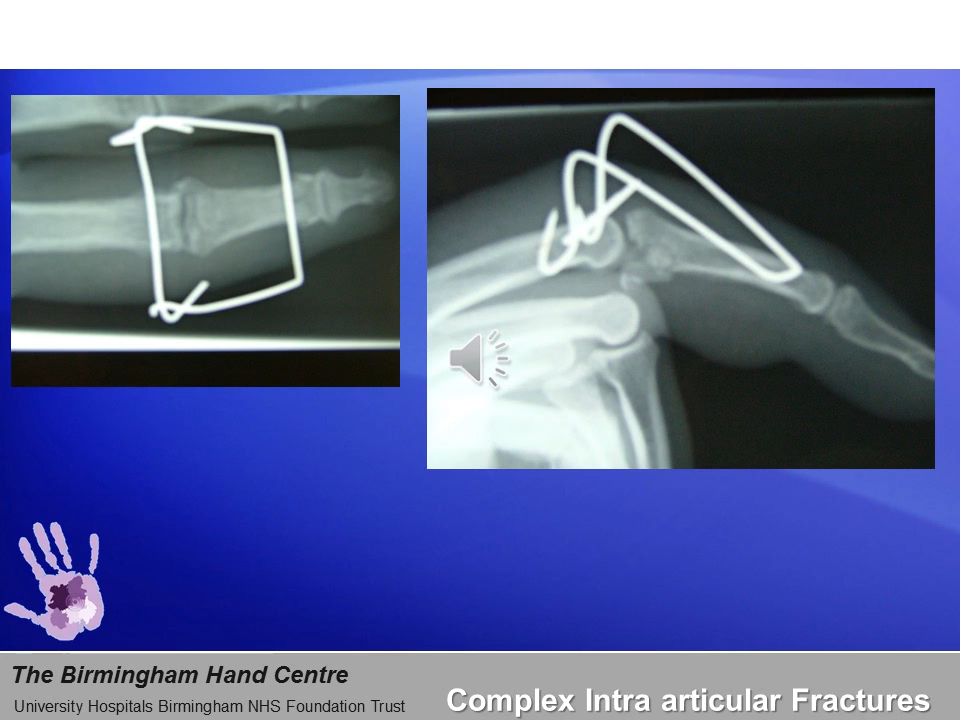 The Birmingham Hand Centre
University Hospitals Birmingham NHS Foundation Trust
Complex Intra articular Fractures